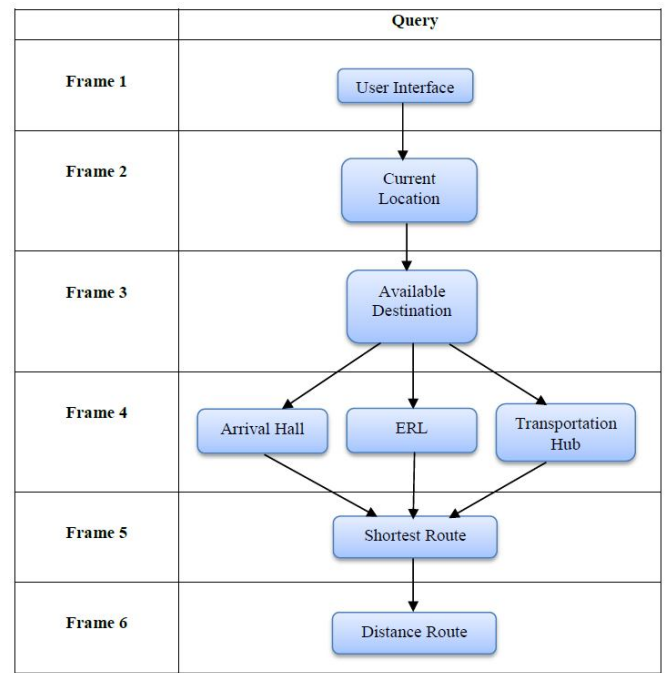 Query
Frame 1
User Interface
Frame 2
Current
Location
Frame 3
Available
Destination
Frame 4
Arrival Hall
ERL
Transportation
Hub
Frame 5
Shortest Route
Frame 6
Distance Route